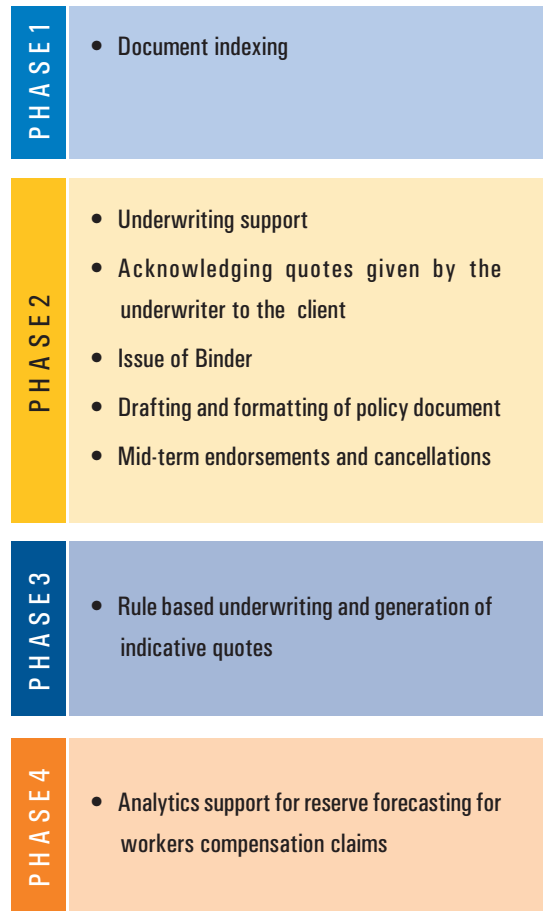 PHASE1
• Document indexing
PHASE2
• Underwriting support
• Acknowledging quotes given by the
underwriter to the client
• Issue of Binder
• Drafting and formatting of policy document
• Mid-term endorsements and cancellations
PHASE3
• Rule based underwriting and generation of
indicative quotes
PHASE4
• Analytics support for reserve forecasting for
workers compensation claims